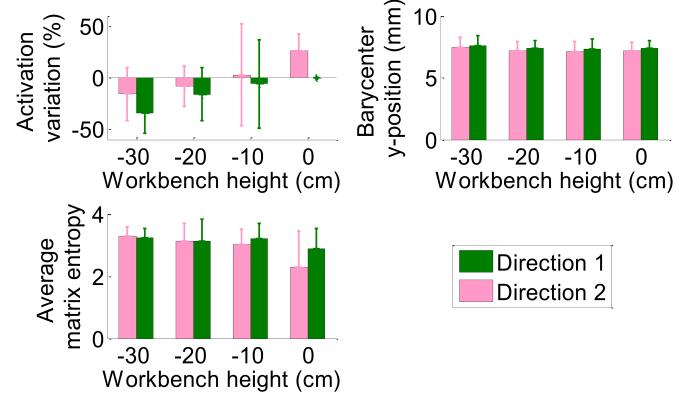 Activation
variation (%)
50
0
-50
-30 -20 -10 0
Workbench height (cm)
Barycenter
y-position (mm)
10
5
0
-30 -20 -10 0
Workbench height (cm)
Average
matrix entropy
4
2
0
-30 -20 -10 0
Workbench height (cm)
Direction 1
Direction 2